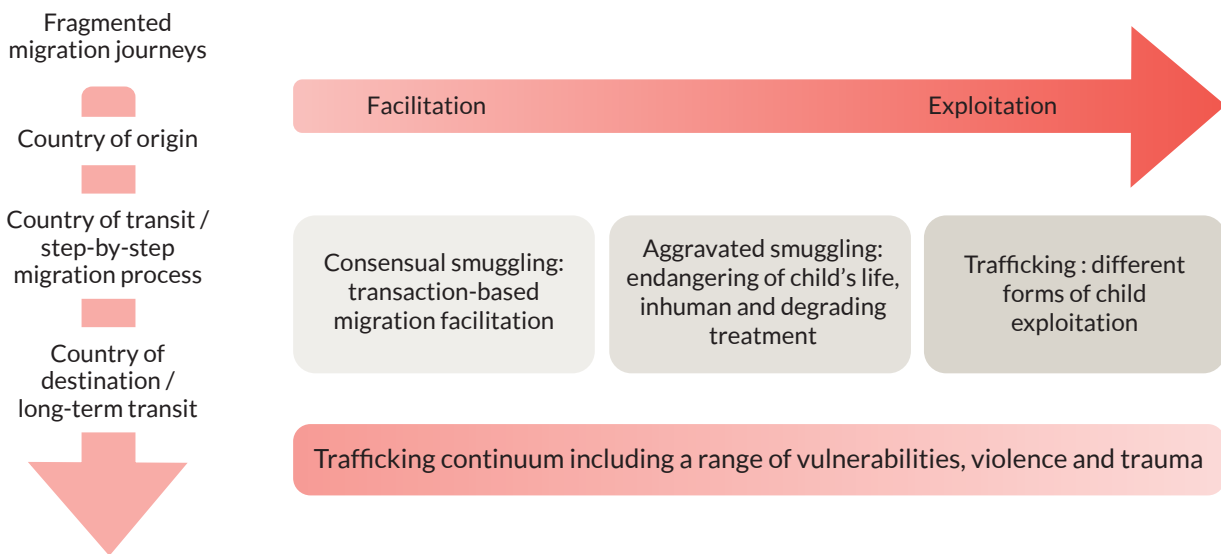 Fragmented
migration journeys
Country of origin
Country of transit /
step-by-step
migration process
Country of
destination /
long-term transit
Facilitation
Exploitation
Consensual smuggling:
transaction-based
migration facilitation
Aggravated smuggling:
endangering of child’s life,
inhuman and degrading
treatment
Trafficking : different
forms of child
exploitation
Trafficking continuum including a range of vulnerabilities, violence and trauma